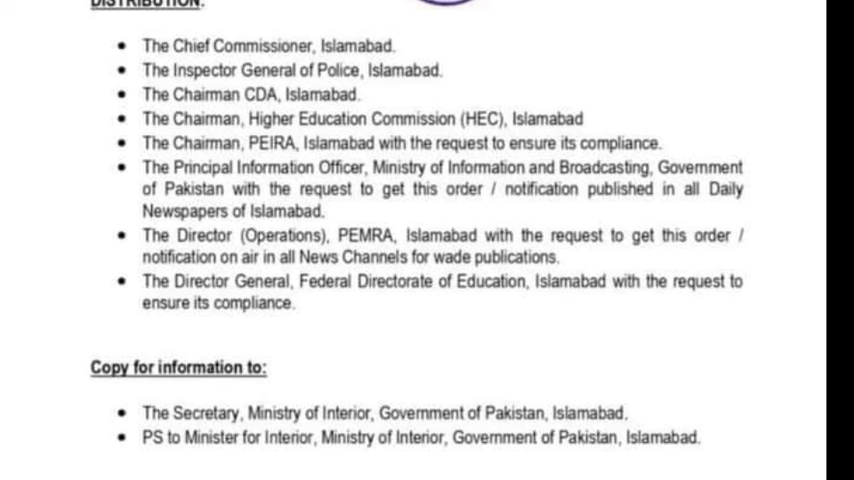 DISTRIBUTION:
• The Chief Commissioner, Islamabad.
• The Inspector General of Police, Islamabad.
• The Chairman CDA, Islamabad.
• The Chairman, Higher Education Commission (HEC), Islamabad
• The Chairman, PEIRA, Islamabad with the request to ensure its compliance.
• The Principal Information Officer, Ministry of Information and Broadcasting, Government
of Pakistan with the request to get this order / notification published in all Daily
Newspapers of Islamabad.
• The Director (Operations), PEMRA, Islamabad with the request to get this order /
notification on air in all News Channels for wade publications.
• The Director General, Federal Directorate of Education, Islamabad with the request to
ensure its compliance.
Copy for information to:
• The Secretary, Ministry of Interior, Government of Pakistan, Islamabad.
• PS to Minister for Interior, Ministry of Interior, Government of Pakistan, Islamabad.